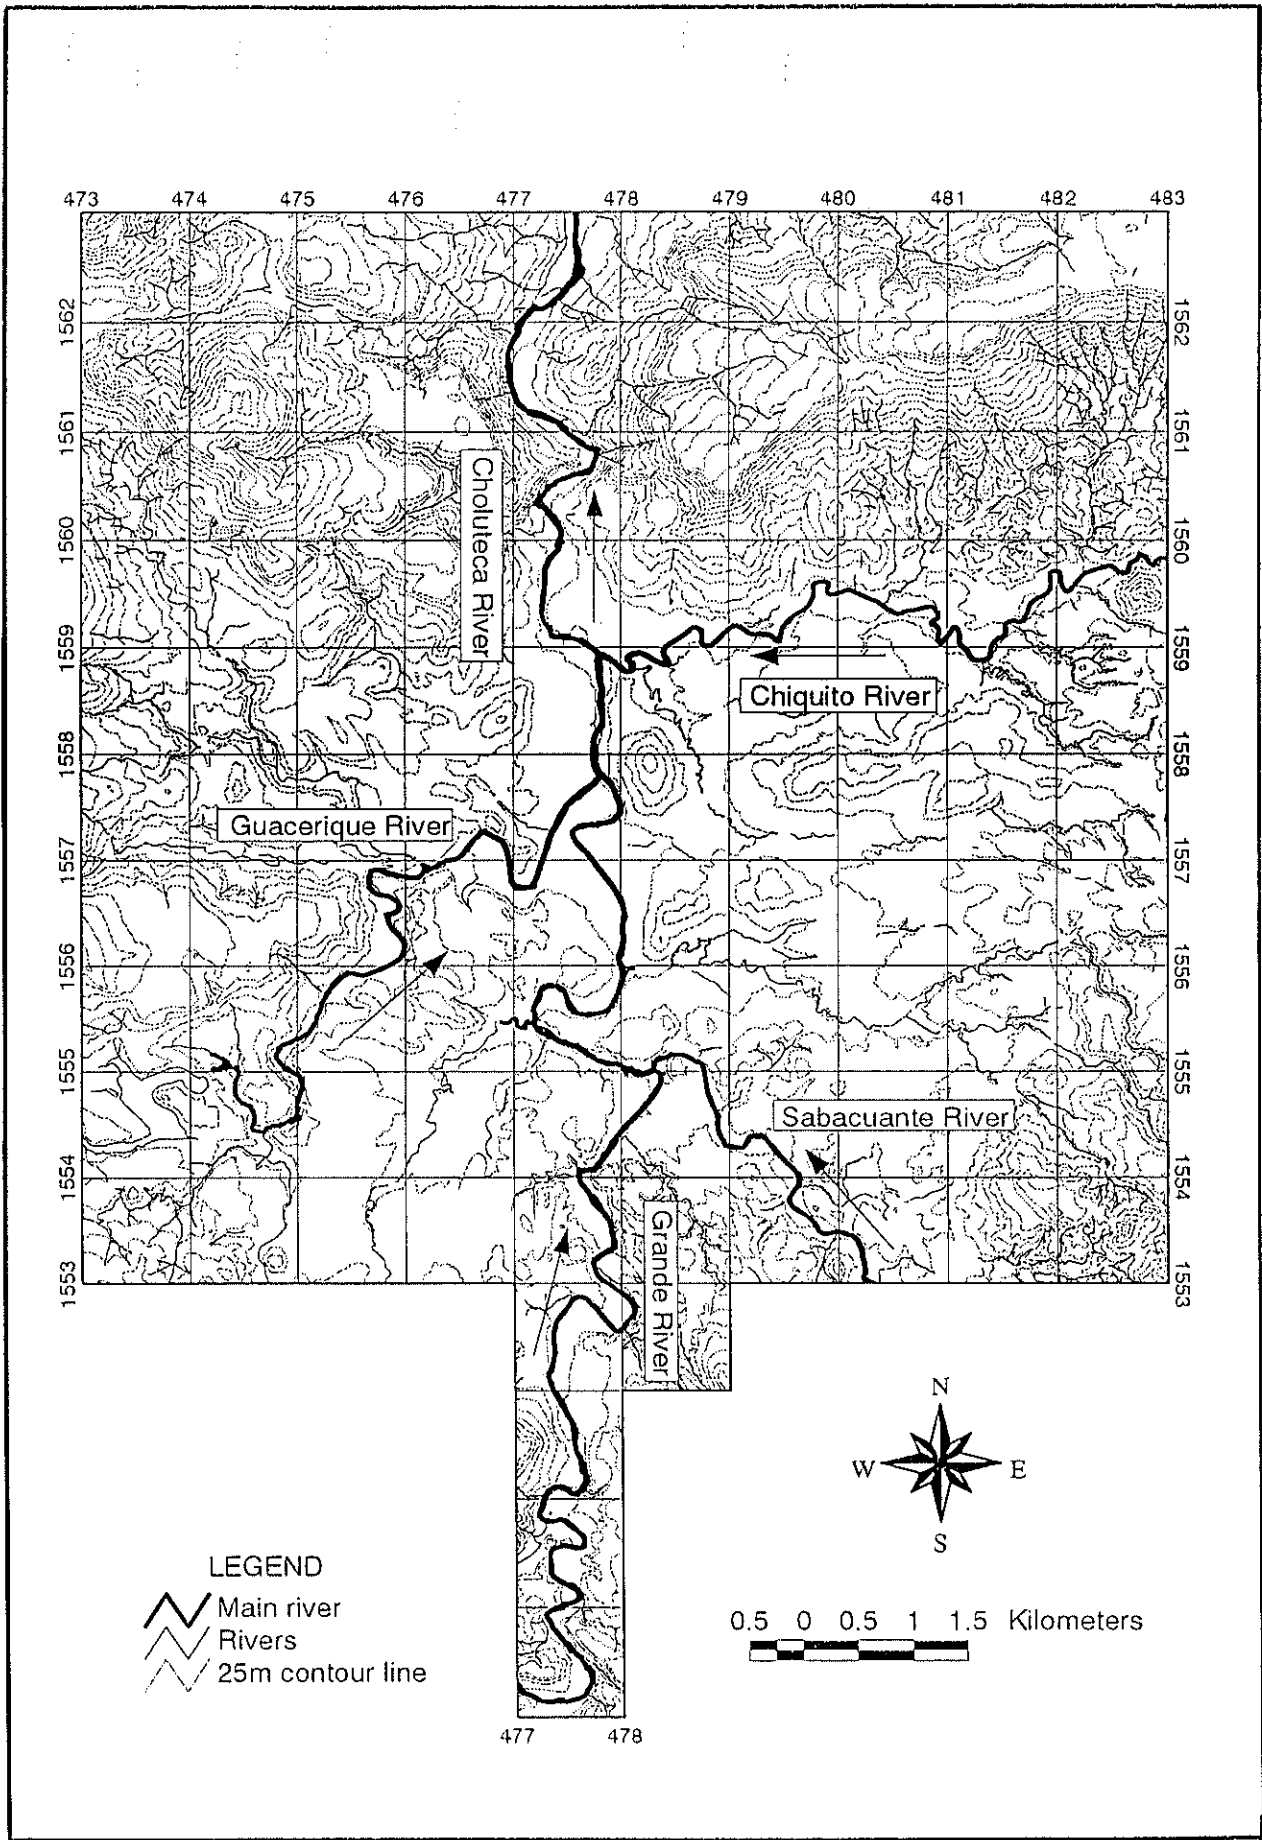 473 474 475 476 477 478 479 480 481 482 483
1562 1562
1561 1561
Choluteca River
1560 1560
1559 1559
Chiquito River
1558 1558
Guacerique River
1557 1557
1556 1556
1555 1555
Sabacuante River
1554 1554
Grande River
1553 1553
N
W E
S
LEGEND
Main river
Rivers
25m contour line
0.5 0 0.5 1 1.5 Kilometers
477 478